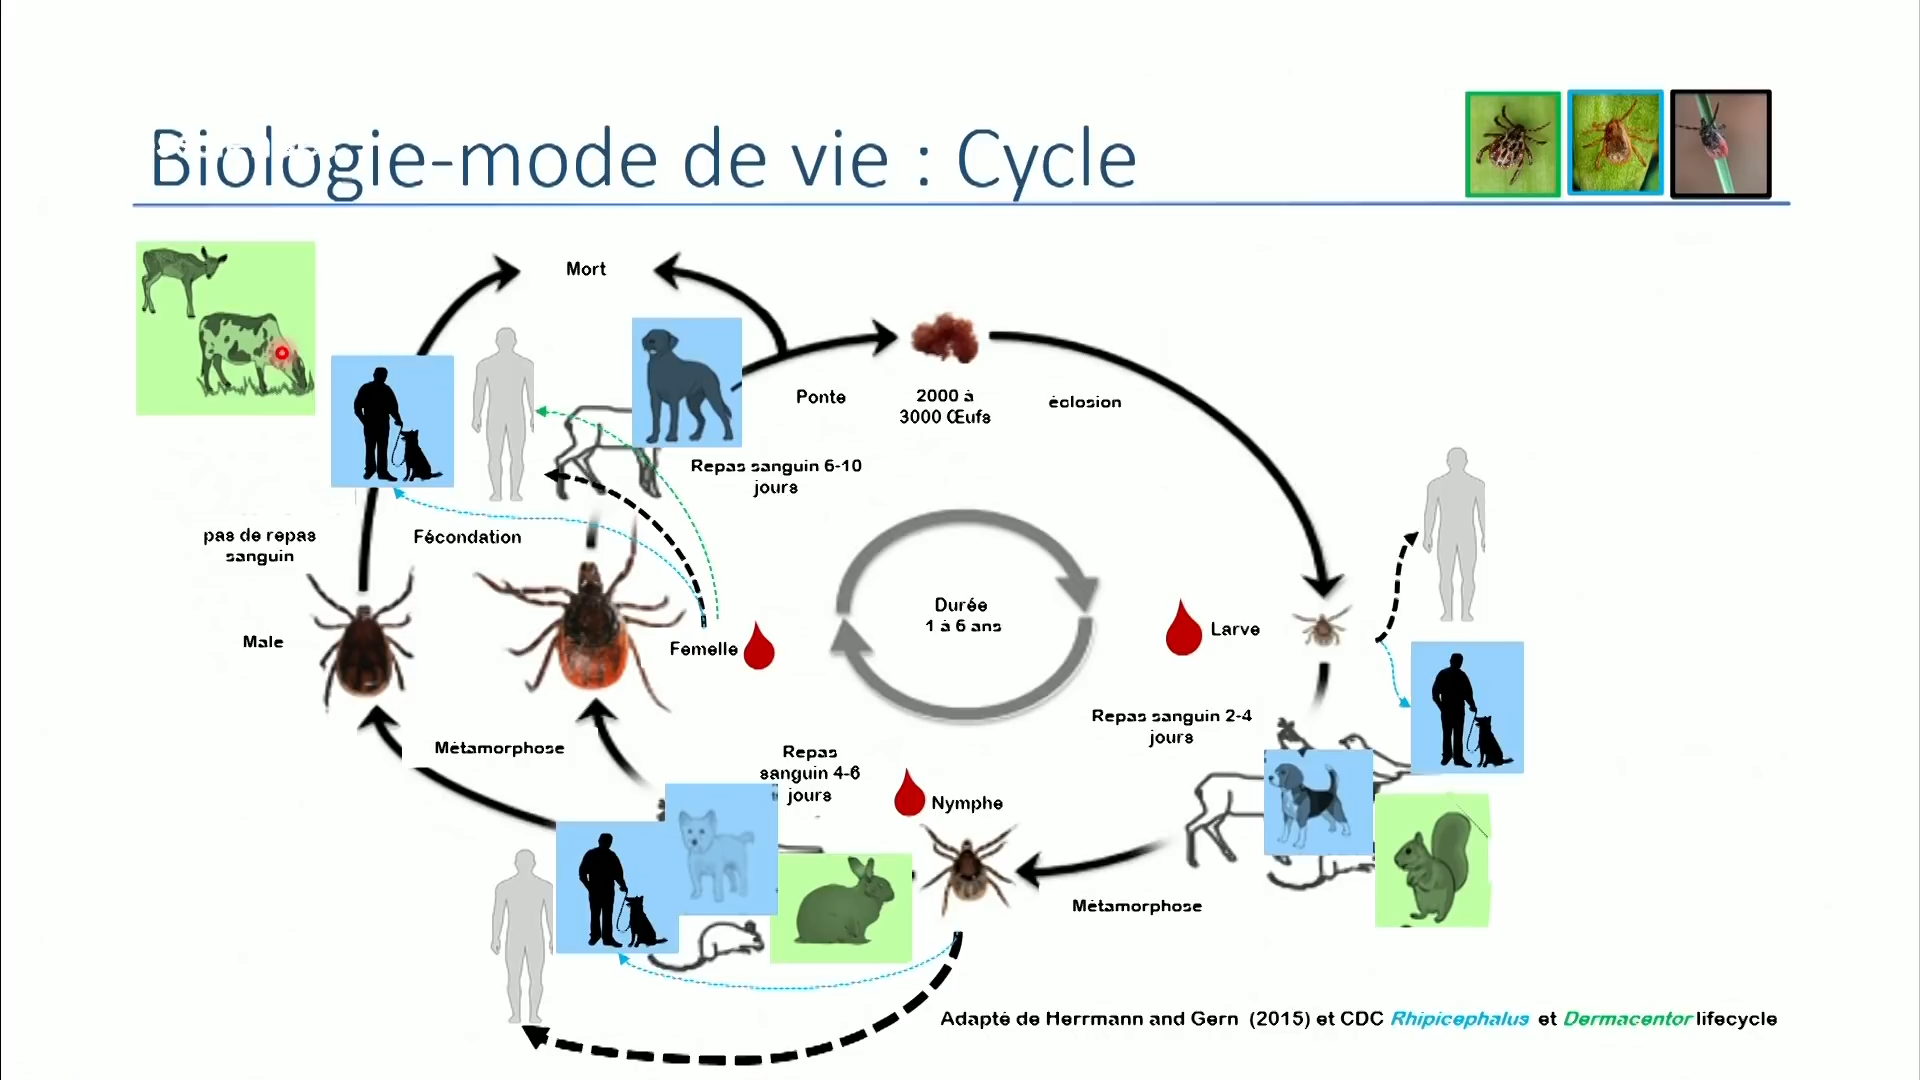 Biologie-mode de vie : Cycle
Mort
Ponte
2000 à
3000 Œufs
éclosion
Repas sanguin 6-10
jours
pas de repas
sanguin
Fécondation
Durée
1 à 6 ans
Male
Femelle
Larve
Repas sanguin 2-4
jours
Métamorphose
Repas
sanguin 4-6
jours
Nymphe
Métamorphose
Adapté de Herrmann and Gern (2015) et CDC Rhipicephalus et Dermacentor lifecycle